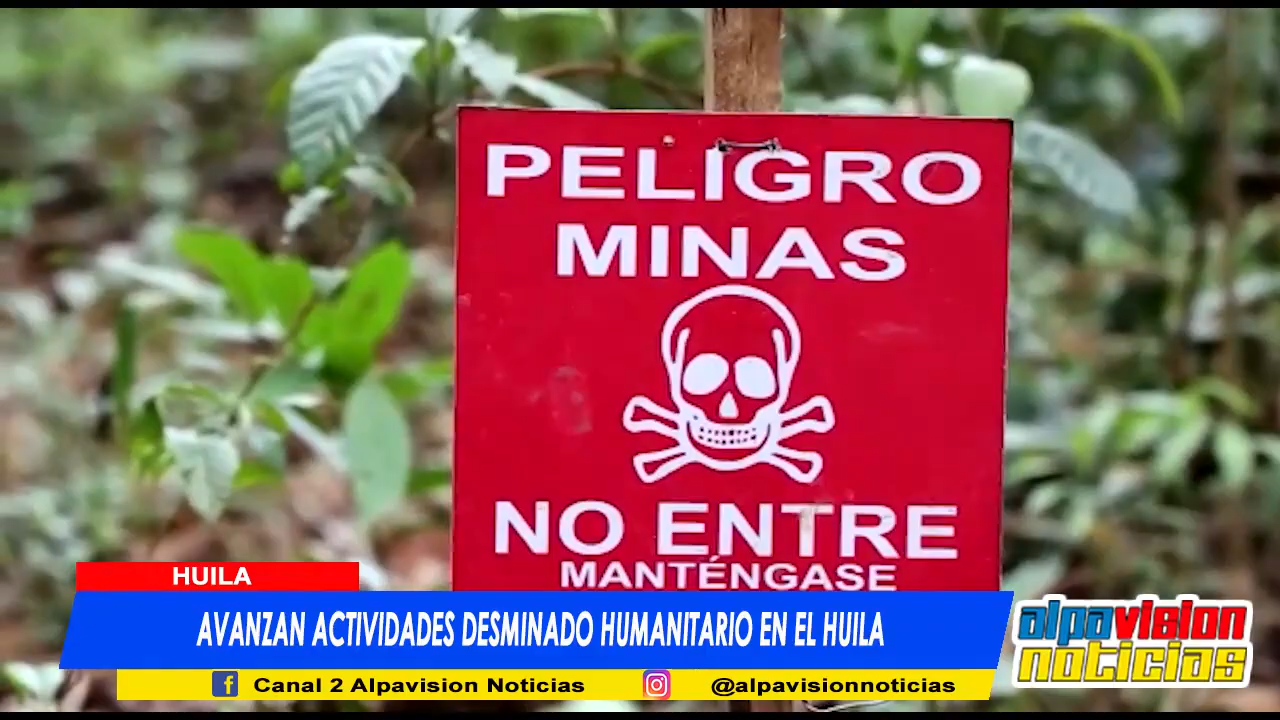 PELIGRO
MINAS
NO ENTRE
MANTÉNGASE
HUILA
AVANZAN ACTIVIDADES DESMINADO HUMANITARIO EN EL HUILA
alpavision
noticias
Canal 2 Alpavision Noticias @alpavisionnoticias